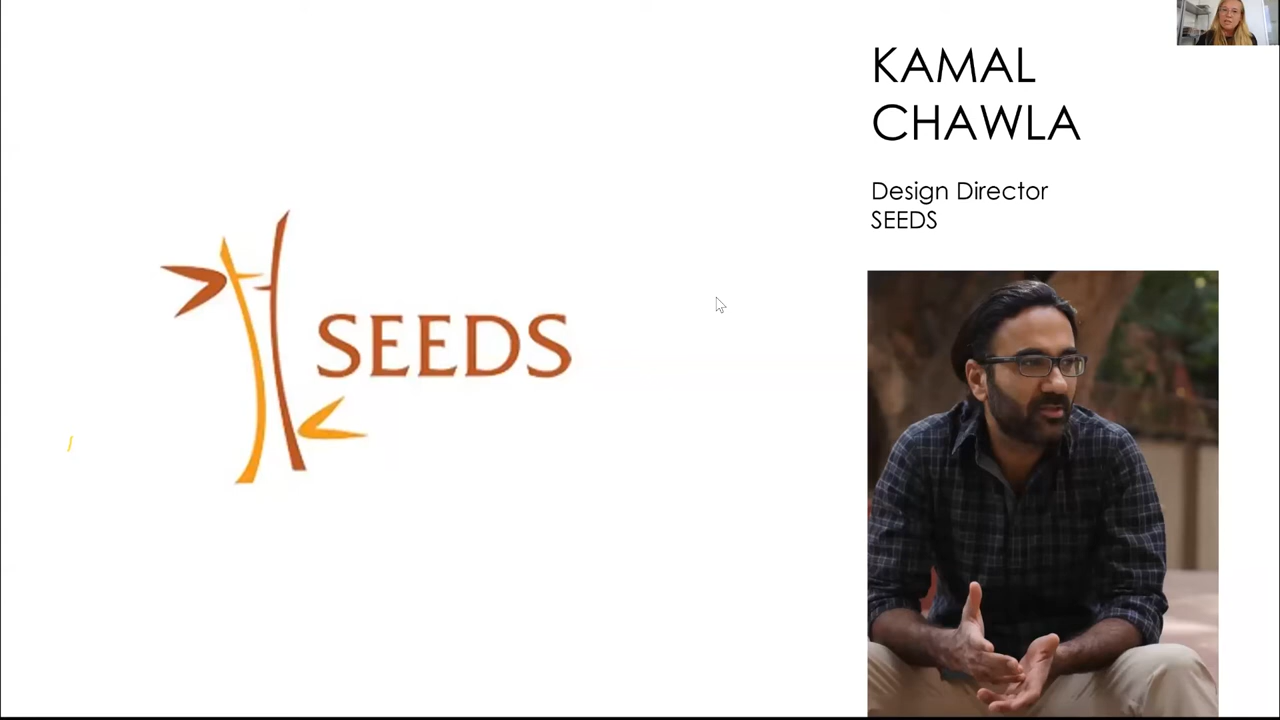 KAMAL
CHAWLA
Design Director
SEEDS
SEEDS